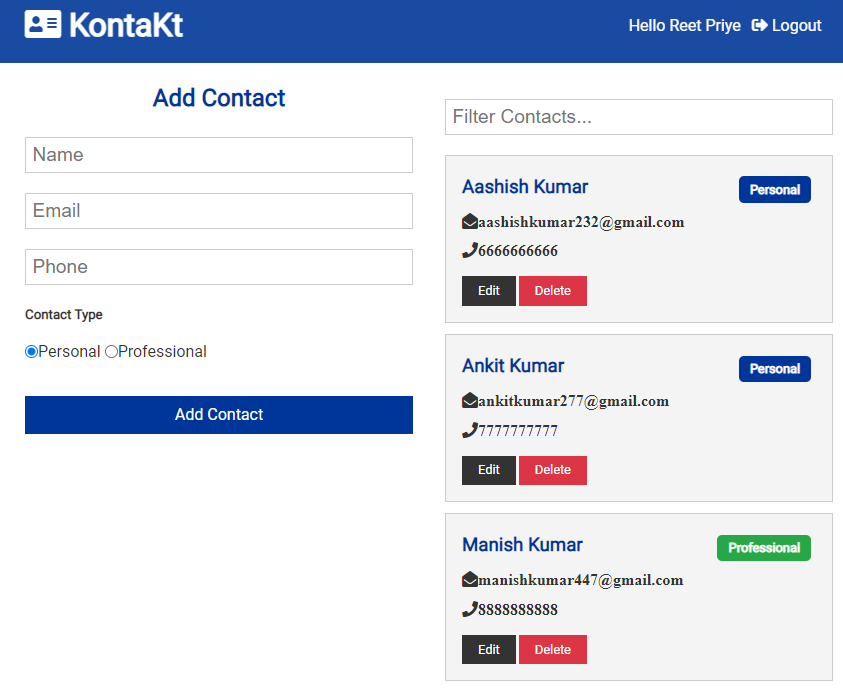 KontaKt
Hello Reet Priye Logout
Add Contact
Name
Email
Phone
Contact Type
Personal Professional
Add Contact
Filter Contacts...
Aashish Kumar
Personal
aashishkumar232@gmail.com
6666666666
Edit Delete
Ankit Kumar
Personal
ankitkumar277@gmail.com
7777777777
Edit Delete
Manish Kumar
Professional
manishkumar447@gmail.com
8888888888
Edit Delete